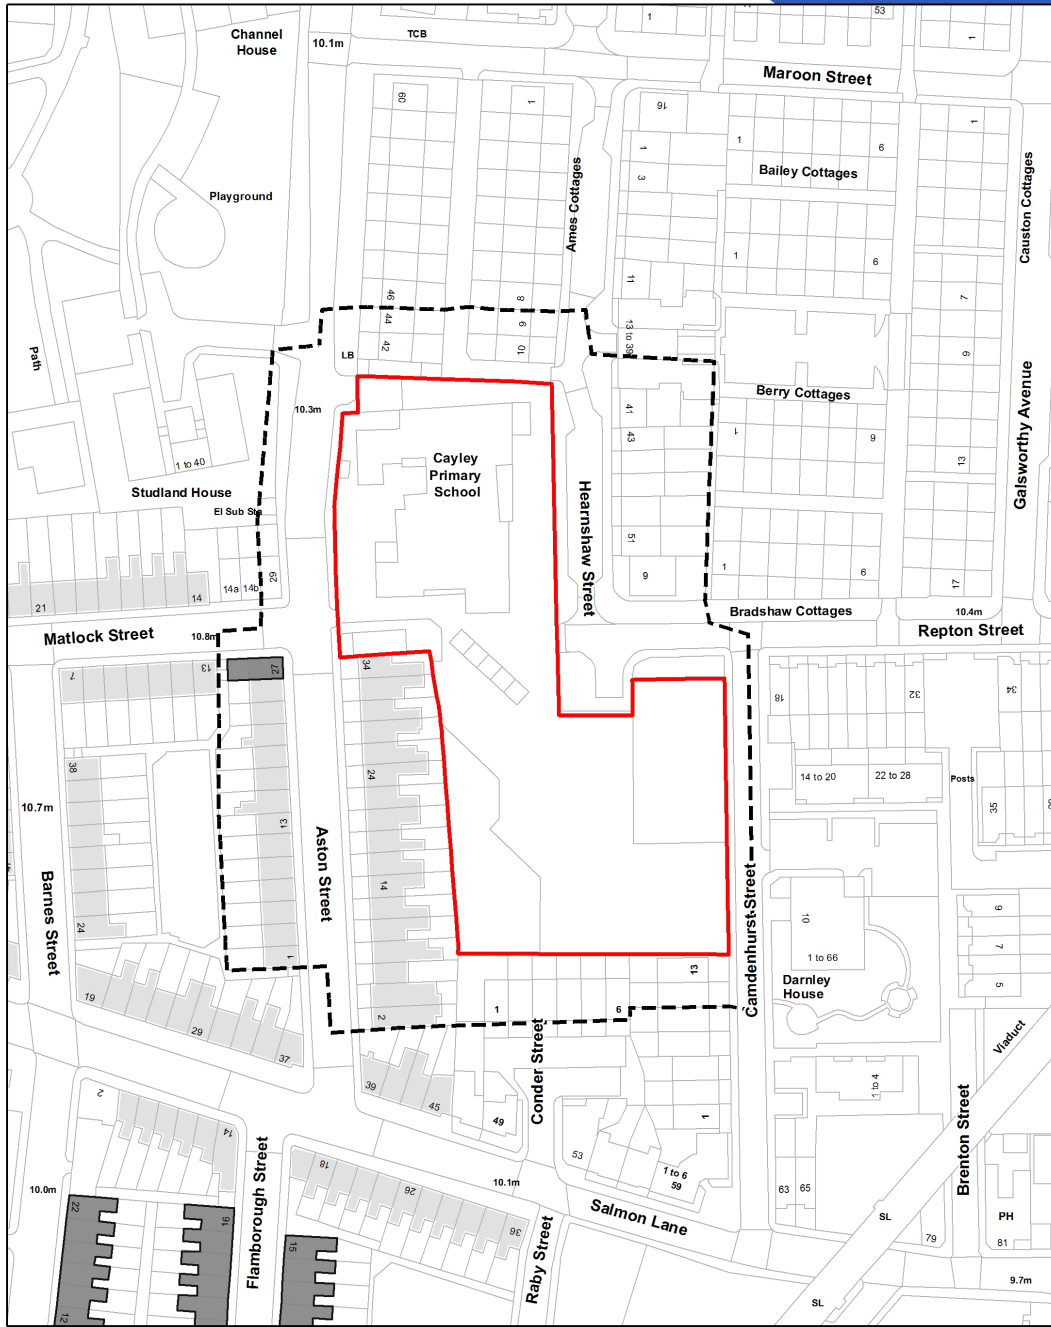 Channel
House
10.1m
TCB
1
53
1
Maroon Street
60
1
16
1
3
1
6
Bailey Cottages
1
Ames Cottages
Causton Cottages
Playground
1
6
11
7
46
44
42
8
9
10
13 to 39
9
Path
LB
10.3m
Berry Cottages
41
43
1
9
13
Galsworthy Avenue
Cayley
Primary
School
1 to 40
Studland House
El Sub Sta
Hearnshaw Street
51
9
1
6
17
14a
14b
29
21
14
Bradshaw Cottages
10.4m
Matlock Street
10.8m
Repton Street
7
13
27
34
18
32
34
38
24
14 to 20
22 to 28
Posts
10.7m
13
35
Aston Street
Barnes Street
14
Camdenhurst Street
10
1 to 66
9
7
5
24
1
13
Darnley
House
19
29
37
2
1
6
Conder Street
Viaduct
39
45
49
1
1 to 4
2
14
Brenton Street
53
1 to 6
59
18
26
36
10.1m
10.0m
Flamborough Street
63
65
Salmon Lane
SL
PH
22
16
15
Raby Street
79
81
9.7m
SL
12